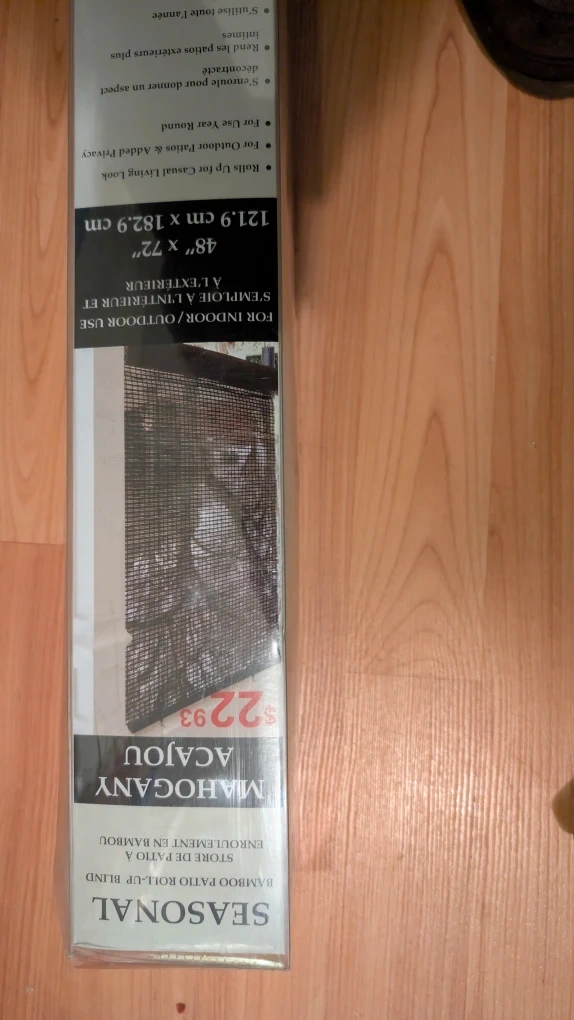 SEASONAL
BAMBOO PATIO ROLL-UP BLIND
STORE DE PATIO À
ENROULEMENT EN BAMBOU
MAHOGANY
ACAJOU
$22 93
FOR INDOOR/OUTDOOR USE
S'EMPLOIE À L'INTÉRIEUR ET
À L'EXTÉRIEUR
48" x 72"
121.9 cm x 182.9 cm
• Rolls Up for Casual Living Look
• For Outdoor Patios & Added Privacy
• For Use Year Round
• S'enroule pour donner un aspect
décontracté
• Rend les patios extérieurs plus
intimes
• S'utilise toute l'année